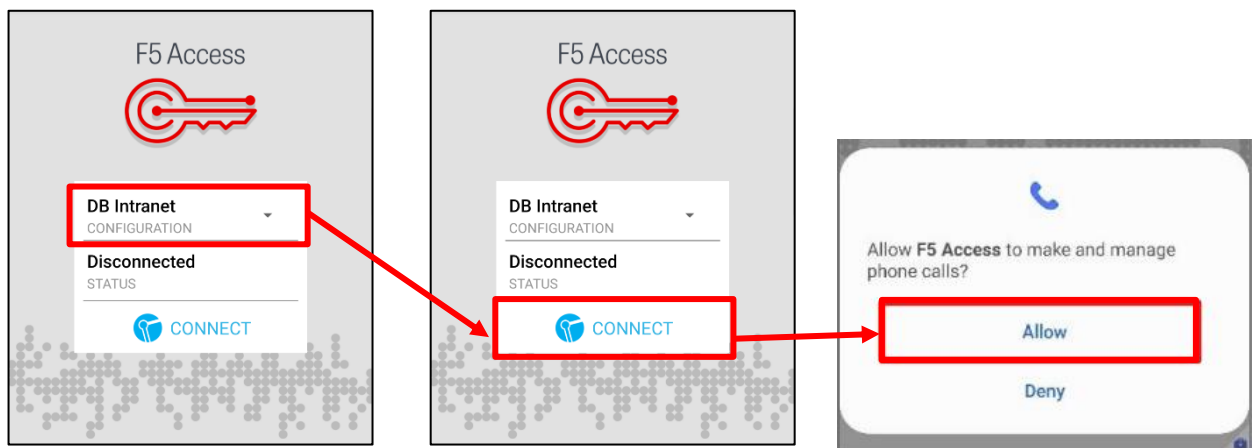 F5 Access
DB Intranet
CONFIGURATION
Disconnected
STATUS
CONNECT
F5 Access
DB Intranet
CONFIGURATION
Disconnected
STATUS
CONNECT
Allow F5 Access to make and manage
phone calls?
Allow
Deny